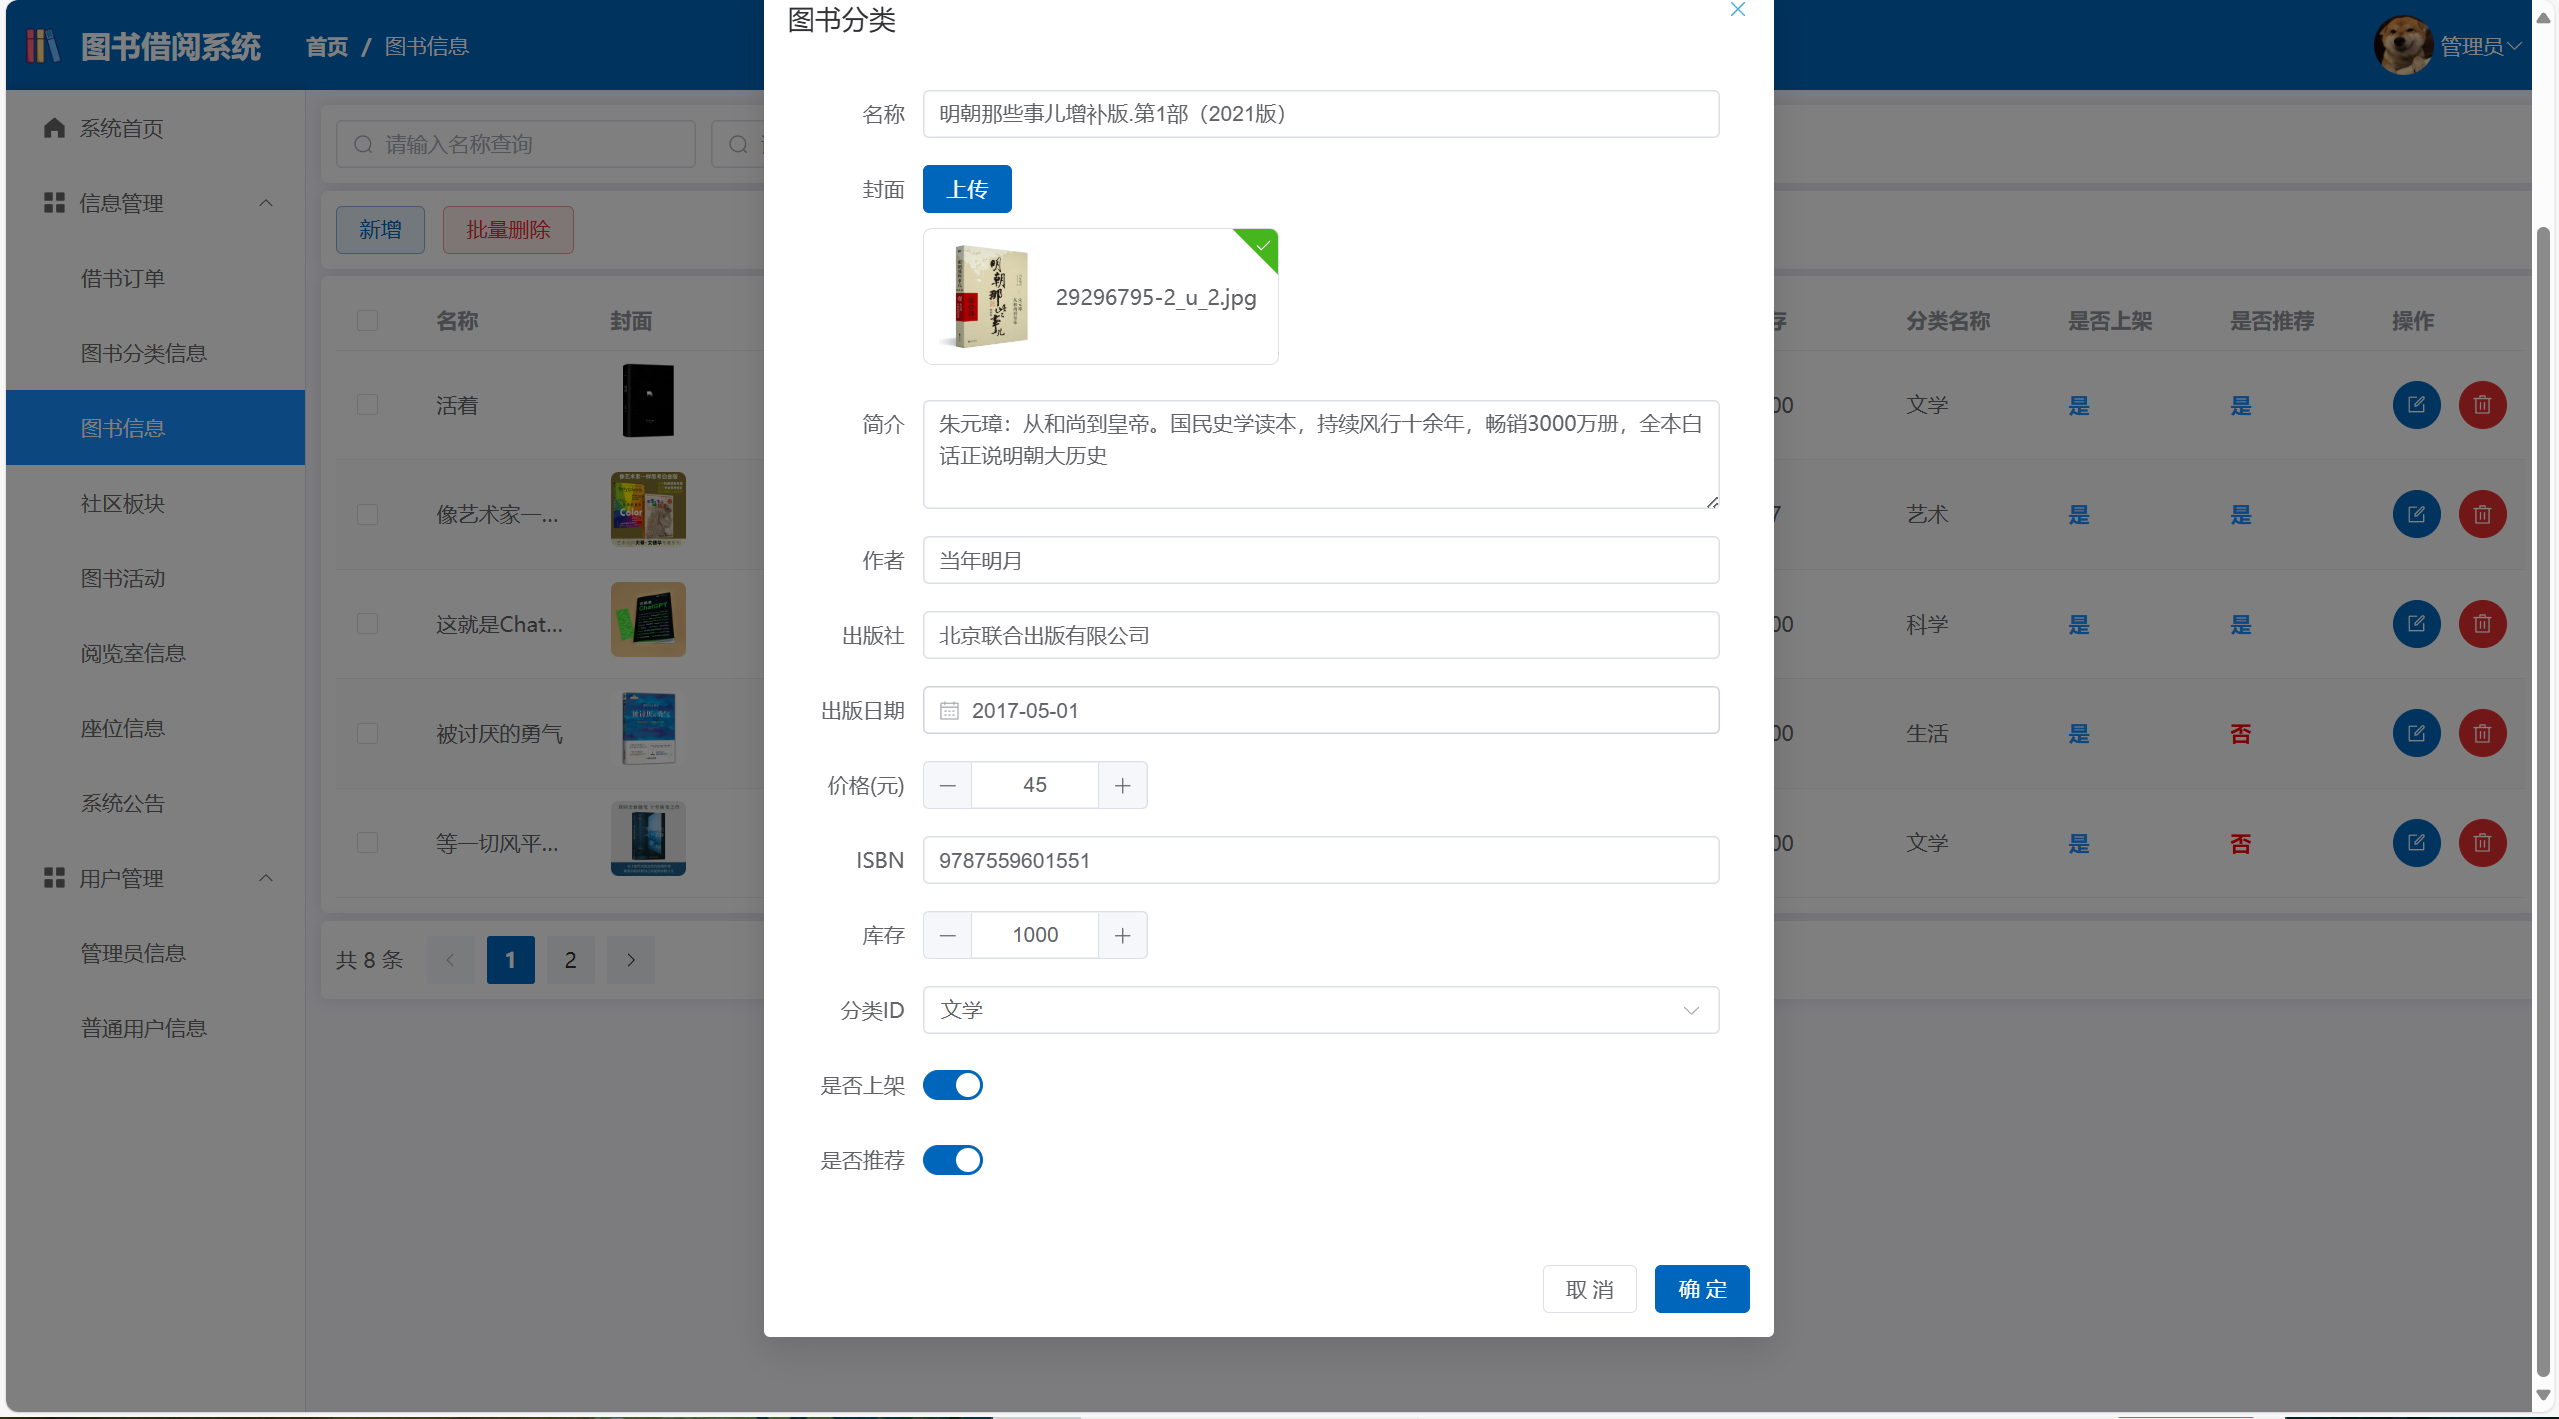 图书借阅系统
首页 / 图书信息
管理员
系统首页
信息管理
借书订单
图书分类信息
图书信息
社区板块
图书活动
阅览室信息
座位信息
系统公告
用户管理
管理员信息
普通用户信息
请输入名称查询
新增
批量删除
名称 封面 分类名称 是否上架 是否推荐 操作
活着 00 文学 是 是
像艺术家一... 7 艺术 是 是
这就是Chat... 00 科学 是 是
被讨厌的勇气 00 生活 是 否
等一切风平... 00 文学 是 否
共 8 条 1 2
图书分类
名称 明朝那些事儿增补版.第1部（2021版）
封面 上传
明朝那些事儿
29296795-2_u_2.jpg
简介 朱元璋：从和尚到皇帝。国民史学读本，持续风行十余年，畅销3000万册，全本白
话正说明朝大历史
作者 当年明月
出版社 北京联合出版有限公司
出版日期 2017-05-01
价格(元) 45
ISBN 9787559601551
库存 1000
分类ID 文学
是否上架
是否推荐
取 消
确 定